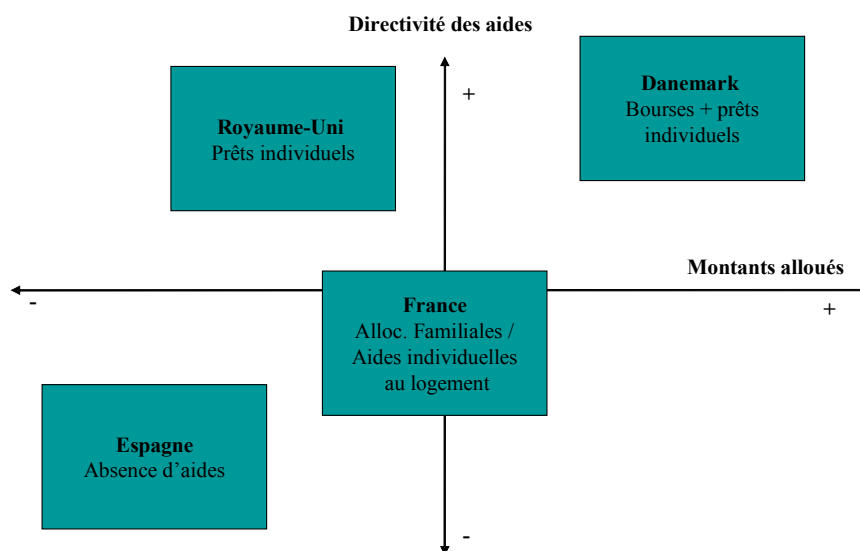 Directivité des aides
Danemark
Bourses + prêts
individuels
+
Royaume-Uni
Prêts individuels
Montants alloués
-
+
France
Alloc. Familiales /
Aides individuelles
au logement
Espagne
Absence d’aides
-